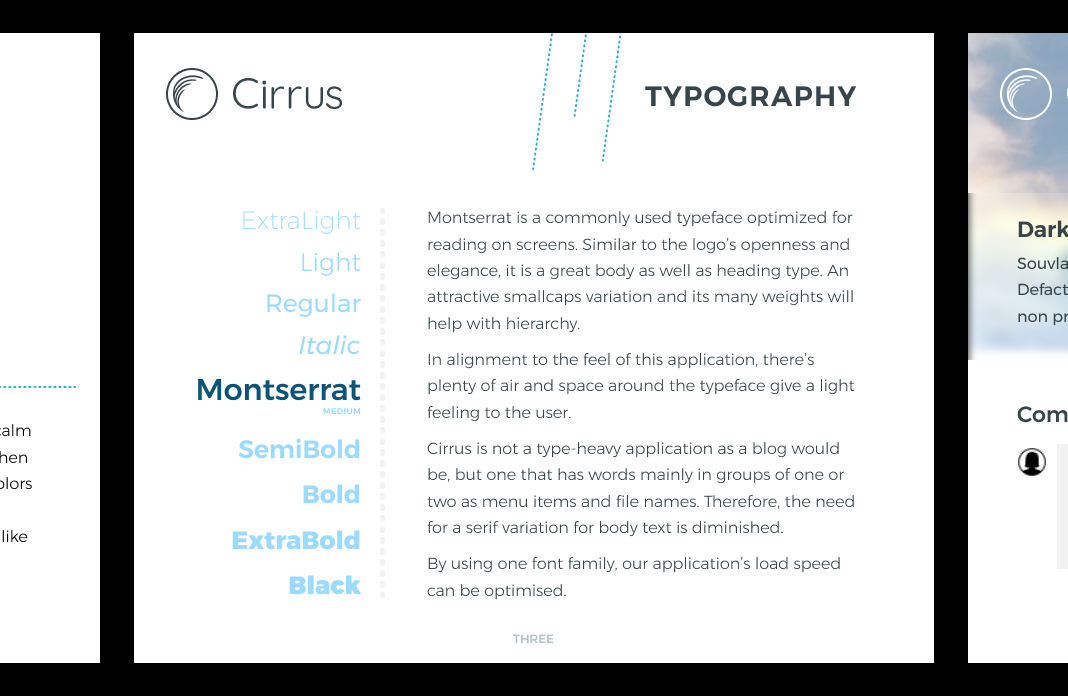 calm
hen
olors
like
Cirrus
TYPOGRAPHY
ExtraLight
Light
Regular
Italic
Montserrat
MEDIUM
SemiBold
Bold
ExtraBold
Black
Montserrat is a commonly used typeface optimized for
reading on screens. Similar to the logo’s openness and
elegance, it is a great body as well as heading type. An
attractive smallcaps variation and its many weights will
help with hierarchy.
In alignment to the feel of this application, there’s
plenty of air and space around the typeface give a light
feeling to the user.
Cirrus is not a type-heavy application as a blog would
be, but one that has words mainly in groups of one or
two as menu items and file names. Therefore, the need
for a serif variation for body text is diminished.
By using one font family, our application’s load speed
can be optimised.
THREE
Dark
Souvla
Defact
non pr
Com